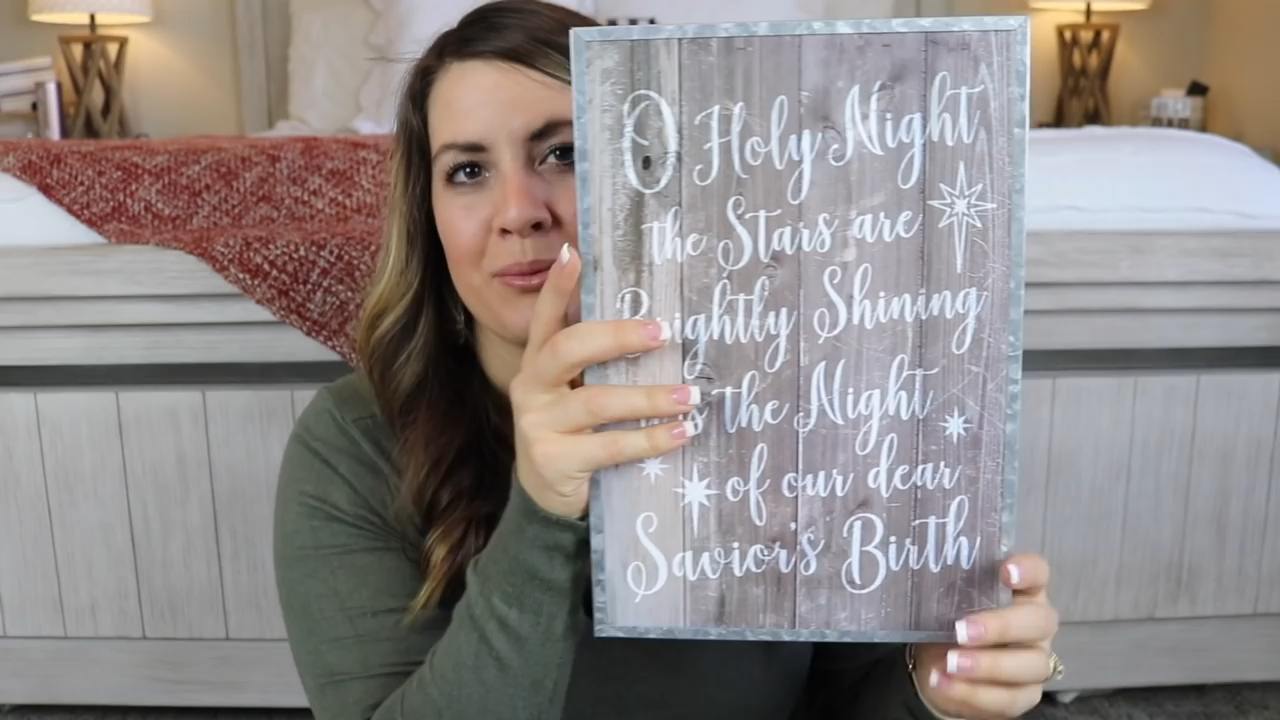 O Holy Night
the Stars are
Brightly Shining
the Night
of our dear
Savior's Birth